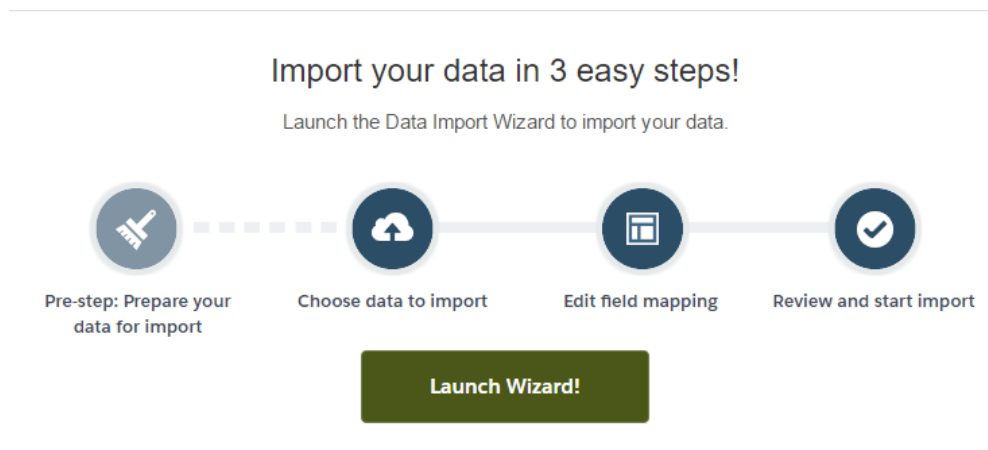 Import your data in 3 easy steps!
Launch the Data Import Wizard to import your data.
Pre-step: Prepare your
data for import
Choose data to import
Edit field mapping
Review and start import
Launch Wizard!